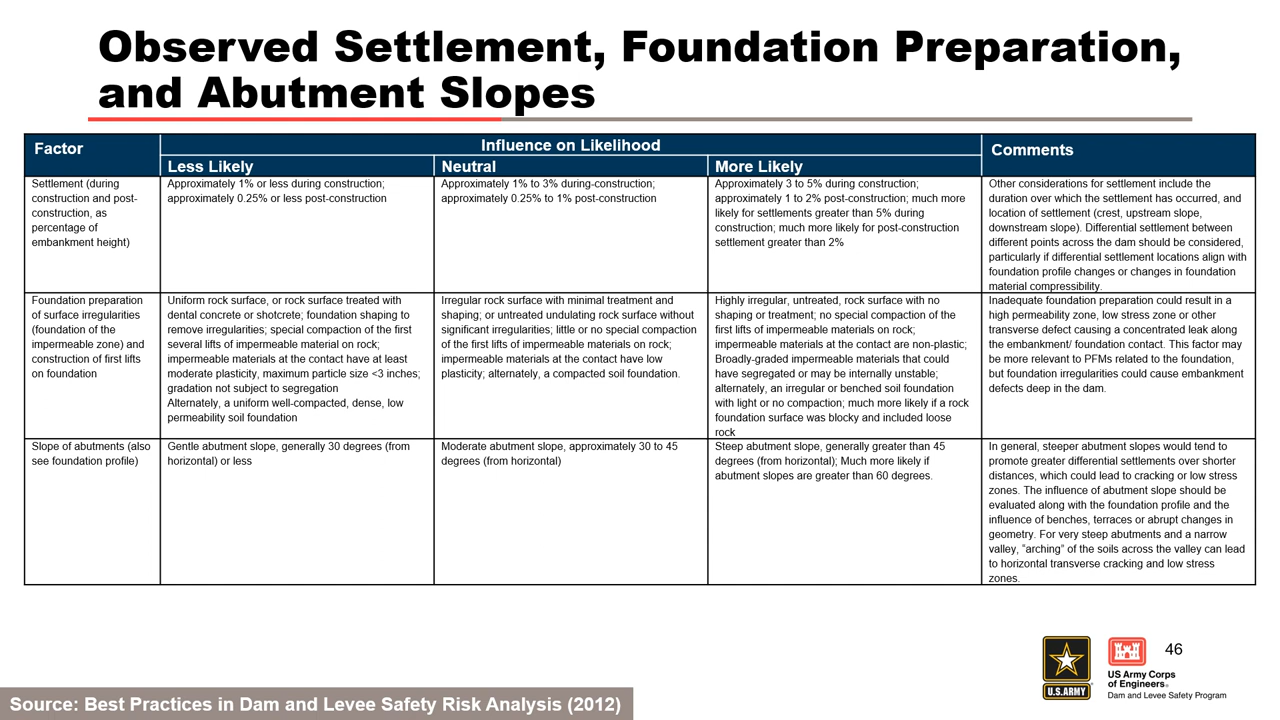 Observed Settlement, Foundation Preparation,
and Abutment Slopes
Factor
Influence on Likelihood
Comments
Less Likely
Neutral
More Likely
Settlement (during
construction and post-
construction, as
percentage of
embankment height)
Approximately 1% or less during construction;
approximately 0.25% or less post-construction
Approximately 1% to 3% during-construction;
approximately 0.25% to 1% post-construction
Approximately 3 to 5% during construction;
approximately 1 to 2% post-construction; much more
likely for settlements greater than 5% during
construction; much more likely for post-construction
settlement greater than 2%
Other considerations for settlement include the
duration over which the settlement has occurred, and
location of settlement (crest, upstream slope,
downstream slope). Differential settlement between
different points across the dam should be considered,
particularly if differential settlement locations align with
foundation profile changes or changes in foundation
material compressibility.
Foundation preparation
of surface irregularities
(foundation of the
impermeable zone) and
construction of first lifts
on foundation
Uniform rock surface, or rock surface treated with
dental concrete or shotcrete; foundation shaping to
remove irregularities; special compaction of the first
several lifts of impermeable material on rock;
impermeable materials at the contact have at least
moderate plasticity, maximum particle size <3 inches;
gradation not subject to segregation
Alternately, a uniform well-compacted, dense, low
permeability soil foundation
Irregular rock surface with minimal treatment and
shaping; or untreated undulating rock surface without
significant irregularities; little or no special compaction
of the first lifts of impermeable materials on rock;
impermeable materials at the contact have low
plasticity; alternately, a compacted soil foundation.
Highly irregular, untreated, rock surface with no
shaping or treatment; no special compaction of the
first lifts of impermeable materials on rock;
impermeable materials at the contact are non-plastic;
Broadly-graded impermeable materials that could
have segregated or may be internally unstable;
alternately, an irregular or benched soil foundation
with light or no compaction; much more likely if a rock
foundation surface was blocky and included loose
rock
Inadequate foundation preparation could result in a
high permeability zone, low stress zone or other
transverse defect causing a concentrated leak along
the embankment/ foundation contact. This factor may
be more relevant to PFMs related to the foundation,
but foundation irregularities could cause embankment
defects deep in the dam.
Slope of abutments (also
see foundation profile)
Gentle abutment slope, generally 30 degrees (from
horizontal) or less
Moderate abutment slope, approximately 30 to 45
degrees (from horizontal)
Steep abutment slope, generally greater than 45
degrees (from horizontal); Much more likely if
abutment slopes are greater than 60 degrees.
In general, steeper abutment slopes would tend to
promote greater differential settlements over shorter
distances, which could lead to cracking or low stress
zones. The influence of abutment slope should be
evaluated along with the foundation profile and the
influence of benches, terraces or abrupt changes in
geometry. For very steep abutments and a narrow
valley, "arching" of the soils across the valley can lead
to horizontal transverse cracking and low stress
zones.
46
U.S.ARMY
US Army Corps
of Engineers®
Dam and Levee Safety Program
Source: Best Practices in Dam and Levee Safety Risk Analysis (2012)